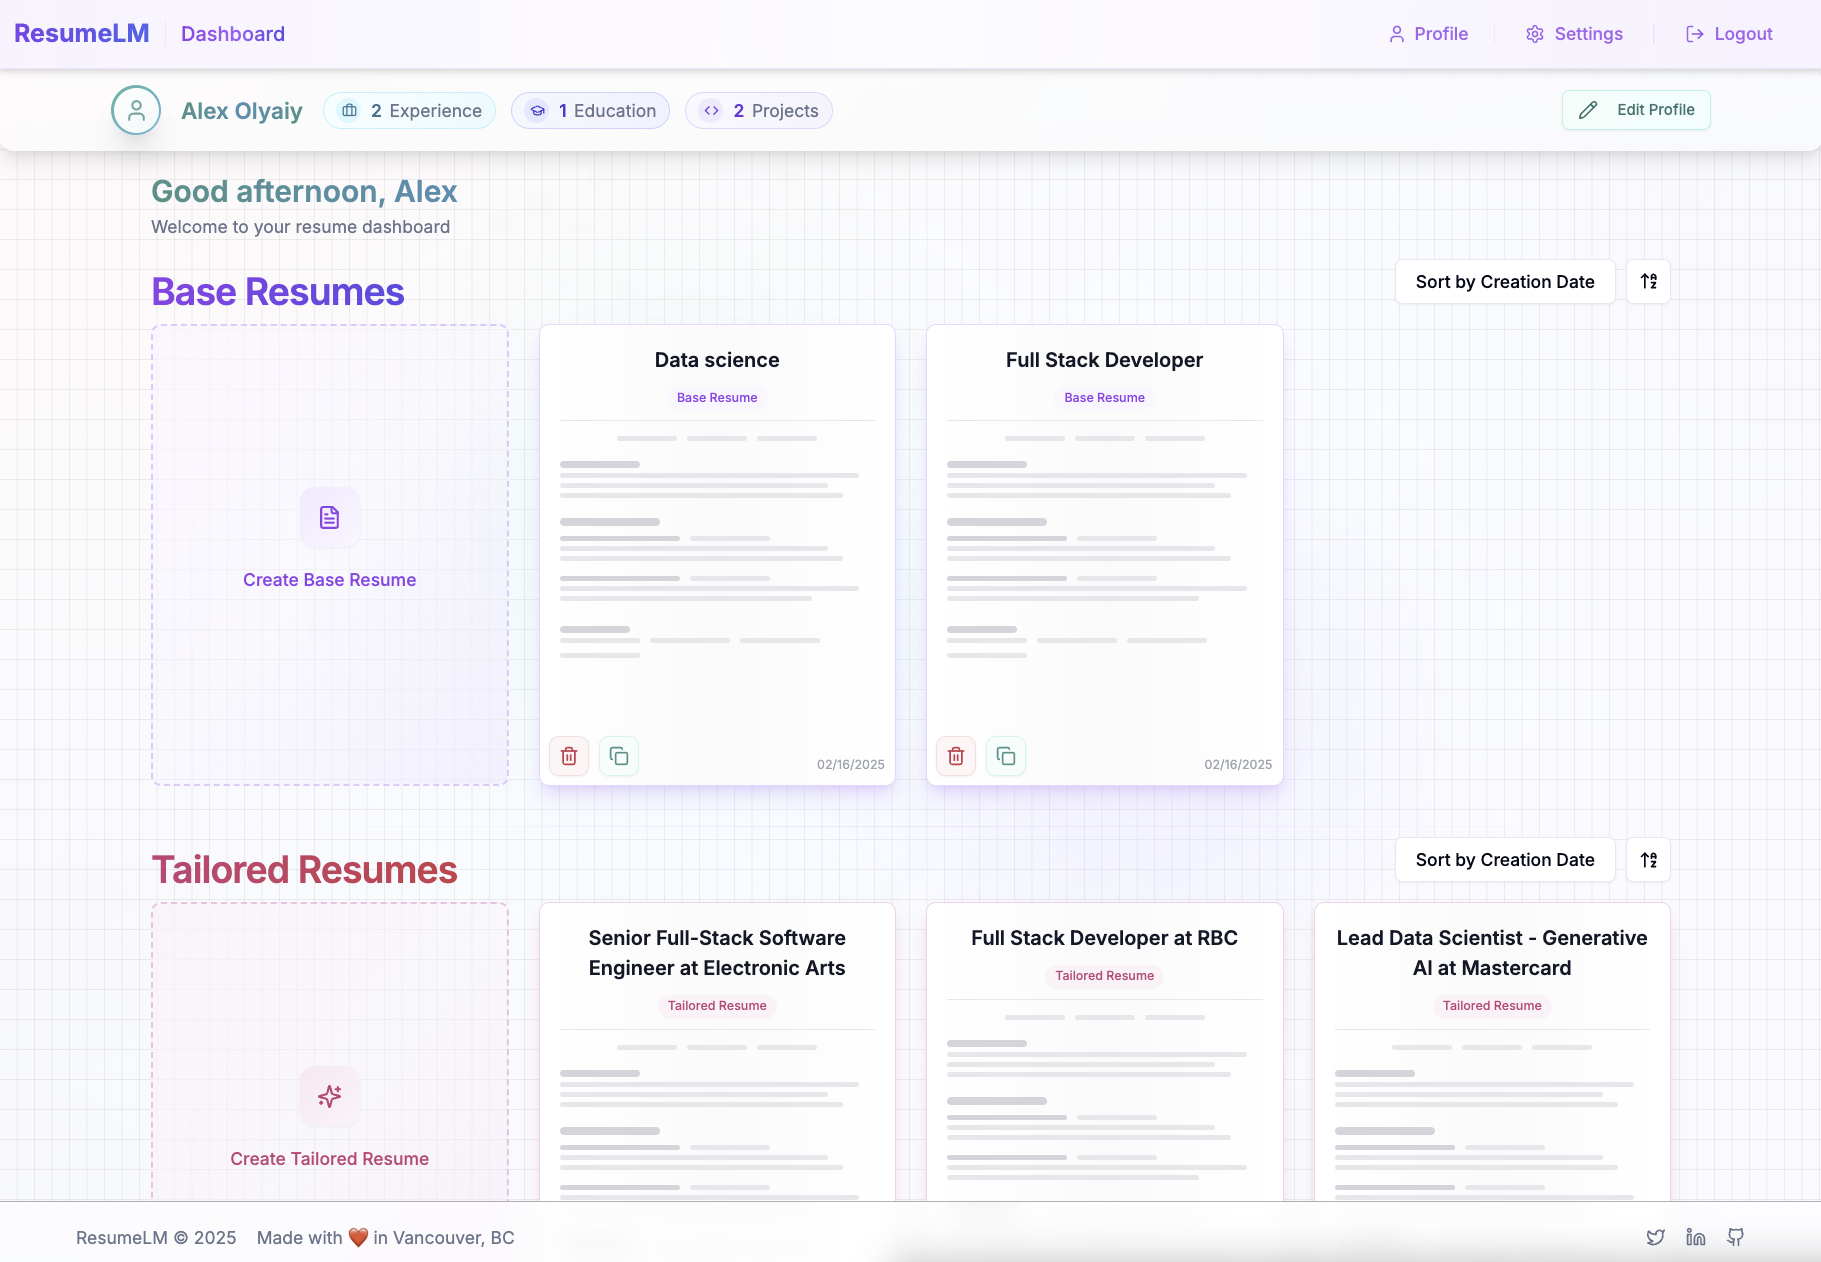 ResumeLM
Dashboard
Profile
Settings
Logout
Alex Olyaiy
2 Experience
1 Education
2 Projects
Edit Profile
Good afternoon, Alex
Welcome to your resume dashboard
Base Resumes
Sort by Creation Date
Create Base Resume
Data science
Base Resume
02/16/2025
Full Stack Developer
Base Resume
02/16/2025
Tailored Resumes
Sort by Creation Date
Create Tailored Resume
Senior Full-Stack Software
Engineer at Electronic Arts
Tailored Resume
Full Stack Developer at RBC
Tailored Resume
Lead Data Scientist - Generative
AI at Mastercard
Tailored Resume
ResumeLM © 2025
Made with ❤️ in Vancouver, BC